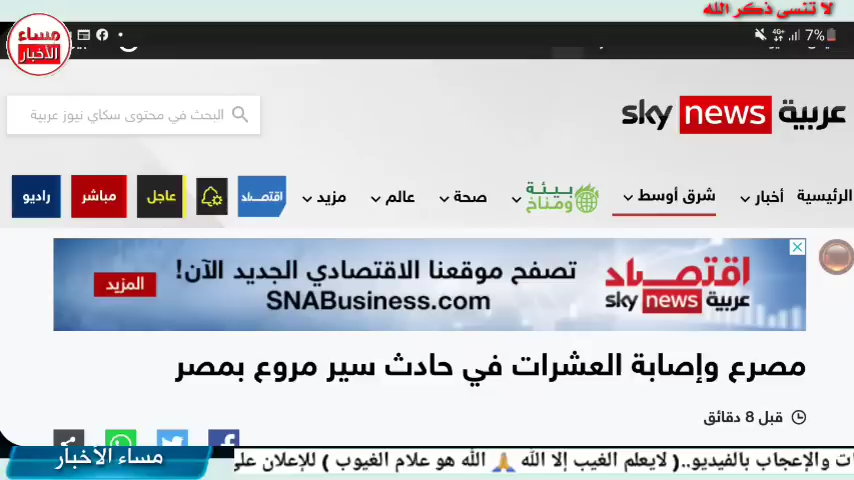 لا تنسى ذكر الله
مساء الأخبار
7%
sky news عربية
البحث في محتوى سكاي نيوز عربية
الرئيسية أخبار شرق أوسط بيئة ومناخ صحة عالم مزيد اقتصاد عاجل مباشر راديو
اقتصاد sky news عربية
تصفح موقعنا الاقتصادي الجديد الآن!
SNABusiness.com
المزيد
مصرع وإصابة العشرات في حادث سير مروع بمصر
قبل 8 دقائق
مساء الأخبار
ات والإعجاب بالفيديو..( لايعلم الغيب إلا الله 🙏 الله هو علام الغيوب ) للإعلان على